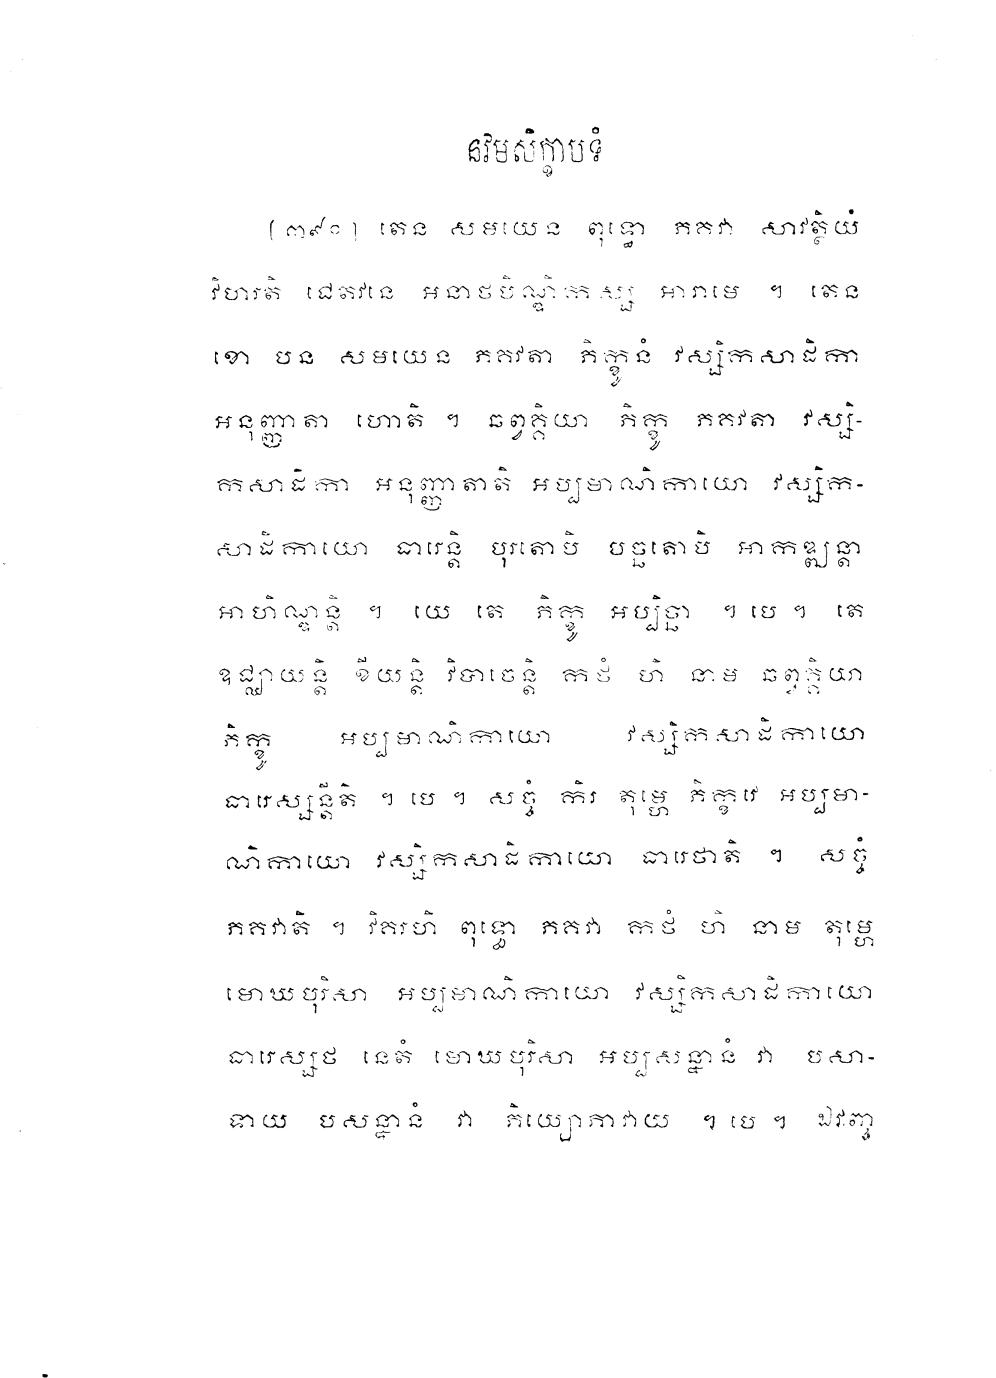 នវមសិក្ខាបទំ
(៣៩០) តេន សមយេន ពុទ្ធោ ភគវា សាវត្ថិយំ
វិហរតិ ជេតវនេ អនាថបិណ្ឌិកស្ស អារាមេ ។ តេន
ខោ បន សមយេន ភគវតា ភិក្ខូនំ វស្សិកសាដិកា
អនុញ្ញាតា ហោតិ ។ ឆព្វគ្គិយា ភិក្ខូ ភគវតា វស្សិ-
កសាដិកា អនុញ្ញាតាតិ អប្បមាណិកាយោ វស្សិក-
សាដិកាយោ ធារេន្តិ បុរតោបិ បច្ឆតោបិ អាកឌ្ឍន្តា
អាហិណ្ឌន្តិ ។ យេ តេ ភិក្ខូ អប្បិច្ឆា ។ បេ ។ តេ
ឧជ្ឈាយន្តិ ខីយន្តិ វិបាចេន្តិ កថំ ហិ នាម ឆព្វគ្គិយា
ភិក្ខូ អប្បមាណិកាយោ វស្សិកសាដិកាយោ
ធារេស្សន្តីតិ ។ បេ ។ សច្ចំ កិរ តុម្ហេ ភិក្ខវេ អប្បមា-
ណិកាយោ វស្សិកសាដិកាយោ ធារេថាតិ ។ សច្ចំ
ភគវាតិ ។ វិគរហិ ពុទ្ធោ ភគវា កថំ ហិ នាម តុម្ហេ
មោឃបុរិសា អប្បមាណិកាយោ វស្សិកសាដិកាយោ
ធារេស្សថ នេតំ មោឃបុរិសា អប្បសន្នានំ វា បសា-
ទាយ បសន្នានំ វា ភិយ្យោភាវាយ ។ បេ ។ ឯវញ្ច